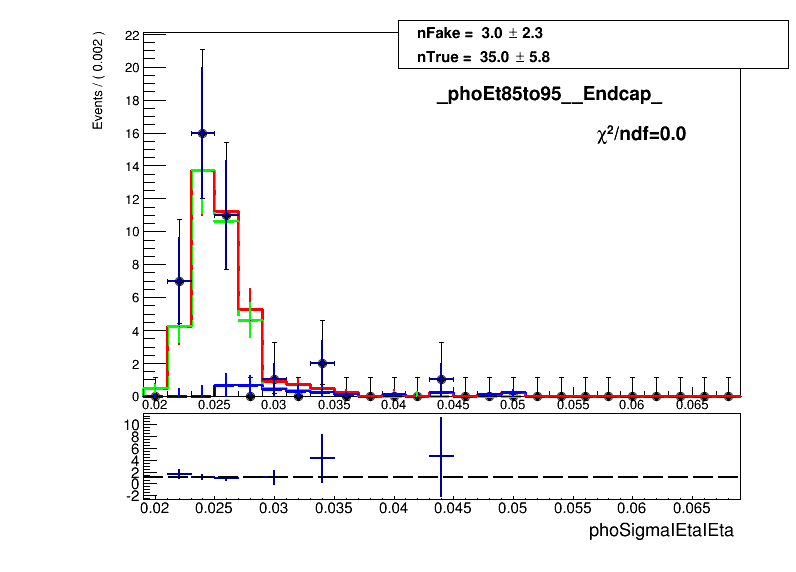 nFake = 3.0 ± 2.3
nTrue = 35.0 ± 5.8
_phoEt85to95__Endcap_
χ²/ndf=0.0
Events / ( 0.002 )
22
20
18
16
14
12
10
8
6
4
2
0
0.02 0.025 0.03 0.035 0.04 0.045 0.05 0.055 0.06 0.065
10
8
6
4
2
0
-2
0.02 0.025 0.03 0.035 0.04 0.045 0.05 0.055 0.06 0.065
phoSigmaIEtaIEta